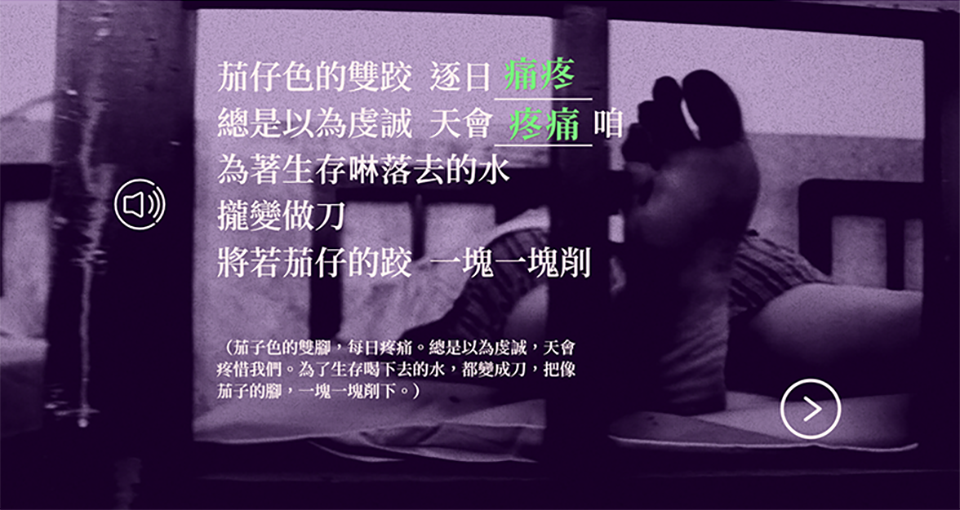 茄仔色的雙跤 逐日 痛疼
總是以為虔誠 天會 疼痛 咱
為著生存啉落去的水
攏變做刀
將若茄仔的跤 一塊一塊削
（茄子色的雙腳，每日疼痛。總是以為虔誠，天會
疼惜我們。為了生存喝下去的水，都變成刀，把像
茄子的腳，一塊一塊削下。）